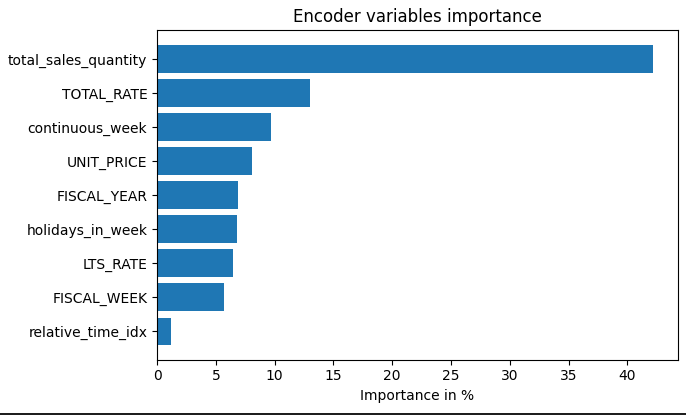 Encoder variables importance
total_sales_quantity
TOTAL_RATE
continuous_week
UNIT_PRICE
FISCAL_YEAR
holidays_in_week
LTS_RATE
FISCAL_WEEK
relative_time_idx
0 5 10 15 20 25 30 35 40
Importance in %